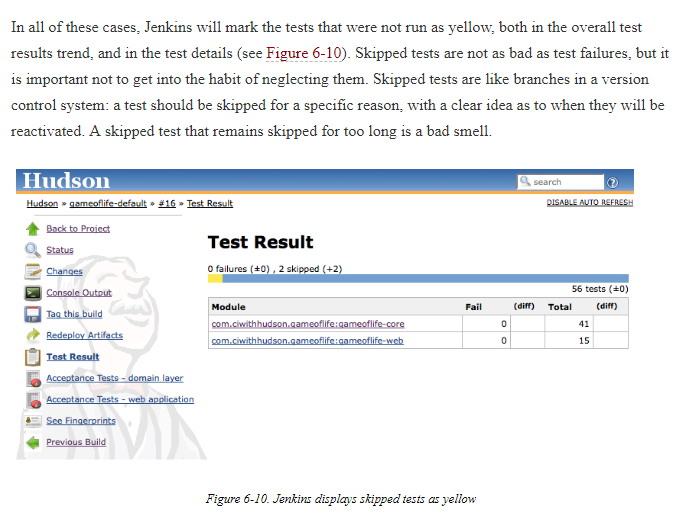 In all of these cases, Jenkins will mark the tests that were not run as yellow, both in the overall test
results trend, and in the test details (see Figure 6-10). Skipped tests are not as bad as test failures, but it
is important not to get into the habit of neglecting them. Skipped tests are like branches in a version
control system: a test should be skipped for a specific reason, with a clear idea as to when they will be
reactivated. A skipped test that remains skipped for too long is a bad smell.
Hudson
search
Hudson » gameoflife-default » #16 » Test Result
DISABLE AUTO REFRESH
Back to Project
Status
Changes
Console Output
Tag this build
Redeploy Artifacts
Test Result
Acceptance Tests - domain layer
Acceptance Tests - web application
See Fingerprints
Previous Build
Test Result
0 failures (±0) , 2 skipped (+2)
56 tests (±0)
Module Fail (diff) Total (diff)
com.ciwithhudson.gameoflife:gameoflife-core 0 41
com.ciwithhudson.gameoflife:gameoflife-web 0 15
Figure 6-10. Jenkins displays skipped tests as yellow